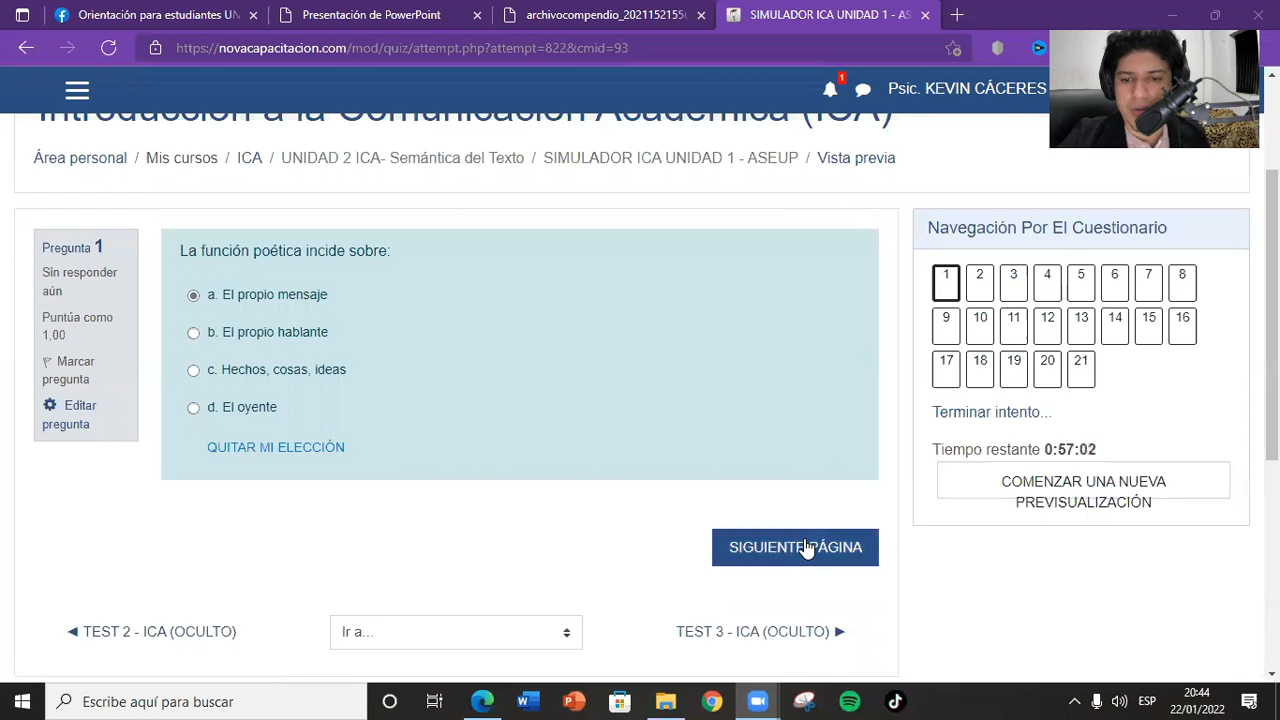 Orientación para estudiantes UN
Presentación de PowerPoint
archivocompendio_2021152155
SIMULADOR ICA UNIDAD 1 - AS
https://novacapacitacion.com/mod/quiz/attempt.php?attempt=822&cmid=93
1
Psic. KEVIN CÁCERES
Introducción a la Comunicación Académica (ICA)
Área personal / Mis cursos / ICA / UNIDAD 2 ICA- Semántica del Texto / SIMULADOR ICA UNIDAD 1 - ASEUP / Vista previa
Pregunta 1
Sin responder
aún
Puntúa como
1,00
Marcar
pregunta
Editar
pregunta
La función poética incide sobre:
a. El propio mensaje
b. El propio hablante
c. Hechos, cosas, ideas
d. El oyente
QUITAR MI ELECCIÓN
SIGUIENTE PÁGINA
◄ TEST 2 - ICA (OCULTO)
Ir a...
TEST 3 - ICA (OCULTO) ►
Navegación Por El Cuestionario
1 2 3 4 5 6 7 8
9 10 11 12 13 14 15 16
17 18 19 20 21
Terminar intento...
Tiempo restante 0:57:02
COMENZAR UNA NUEVA
PREVISUALIZACIÓN
Escribe aquí para buscar
ESP
20:44
22/01/2022